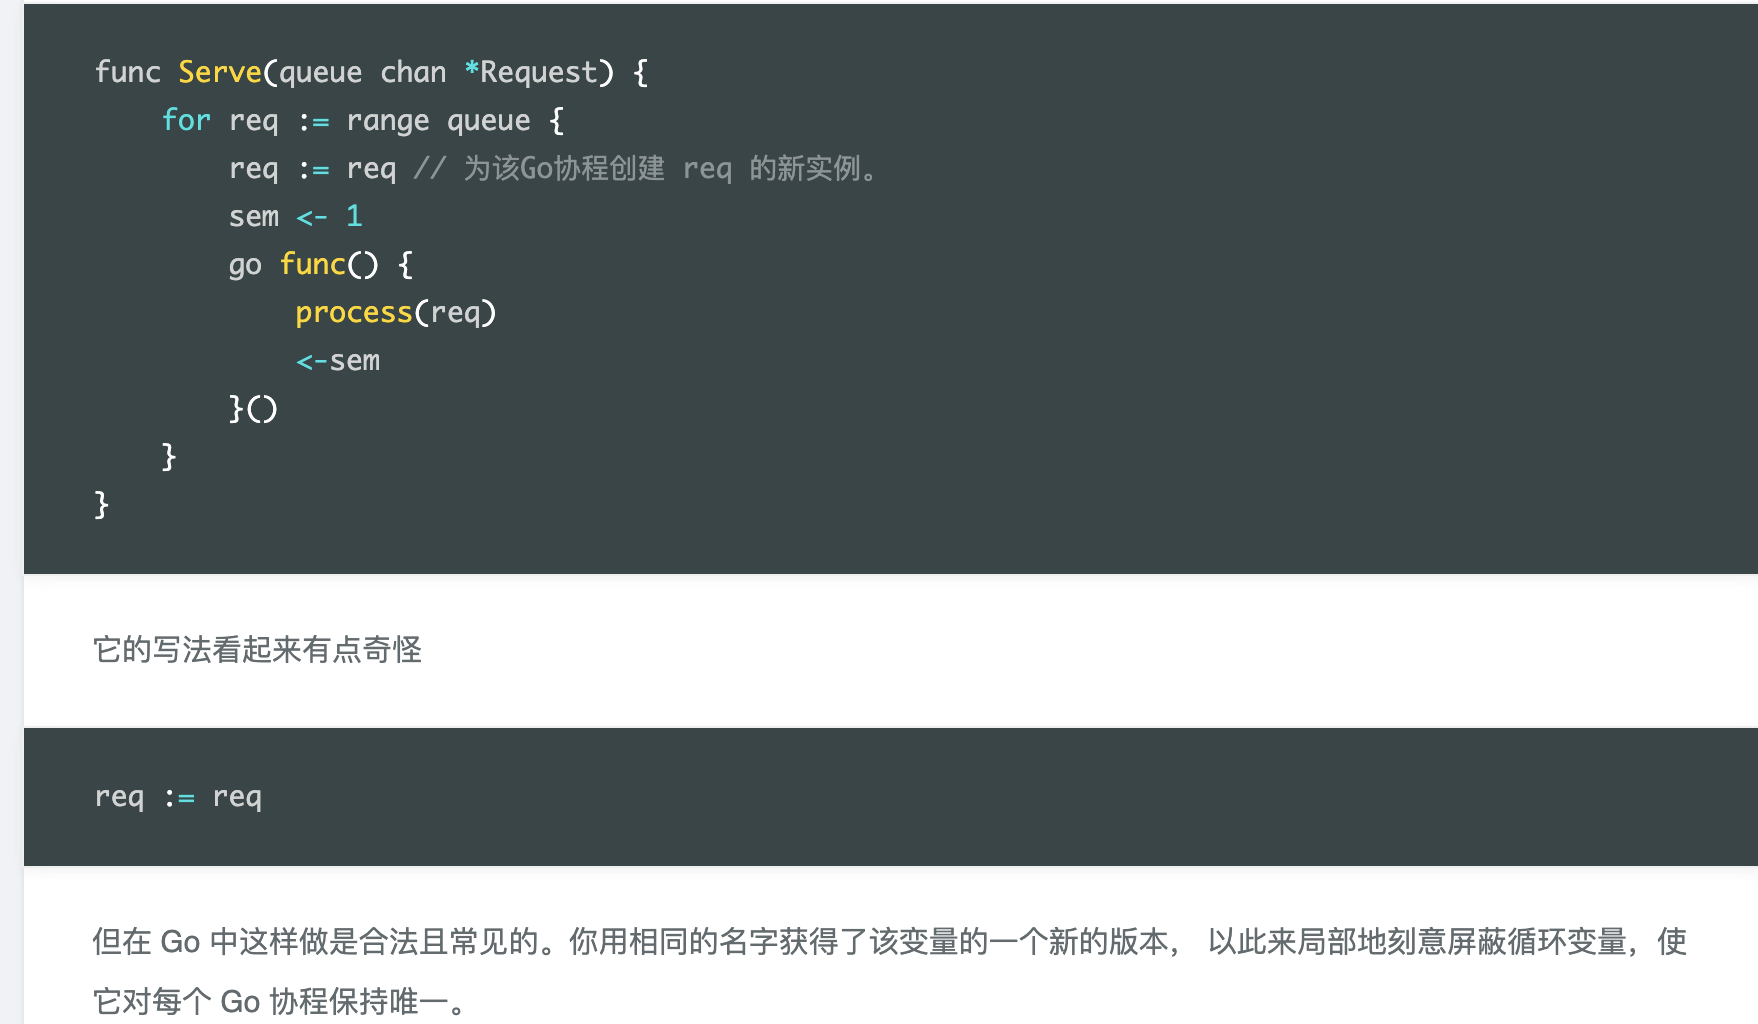 func Serve(queue chan *Request) {
    for req := range queue {
        req := req // 为该Go协程创建 req 的新实例。
        sem <- 1
        go func() {
            process(req)
            <-sem
        }()
    }
}
它的写法看起来有点奇怪
req := req
但在 Go 中这样做是合法且常见的。你用相同的名字获得了该变量的一个新的版本， 以此来局部地刻意屏蔽循环变量，使
它对每个 Go 协程保持唯一。